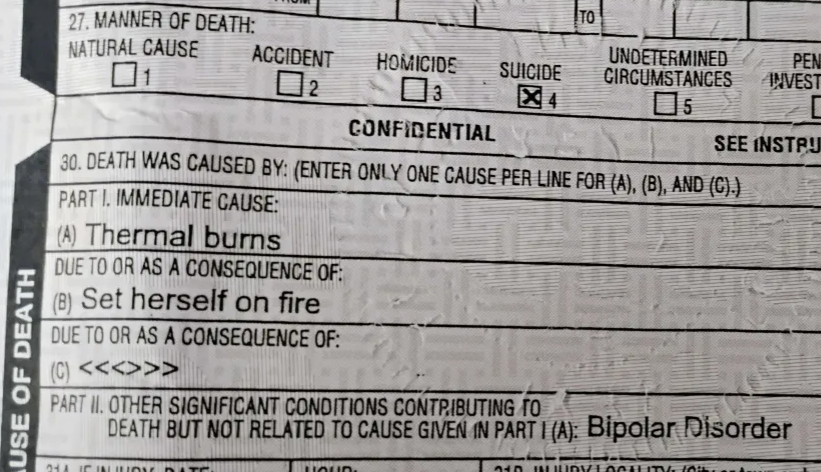 TO
27. MANNER OF DEATH:
NATURAL CAUSE ACCIDENT HOMICIDE SUICIDE UNDETERMINED CIRCUMSTANCES
1 2 3 4 5
CONFIDENTIAL SEE
30. DEATH WAS CAUSED BY: (ENTER ONLY ONE CAUSE PER LINE FOR (A), (B), AND (C).)
PART I. IMMEDIATE CAUSE:
(A) Thermal burns
DUE TO OR AS A CONSEQUENCE OF:
(B) Set herself on fire
DUE TO OR AS A CONSEQUENCE OF:
(C) <<<>>>
PART II. OTHER SIGNIFICANT CONDITIONS CONTRIBUTING TO
DEATH BUT NOT RELATED TO CAUSE GIVEN IN PART I (A): Bipolar Disorder
USE OF DEATH